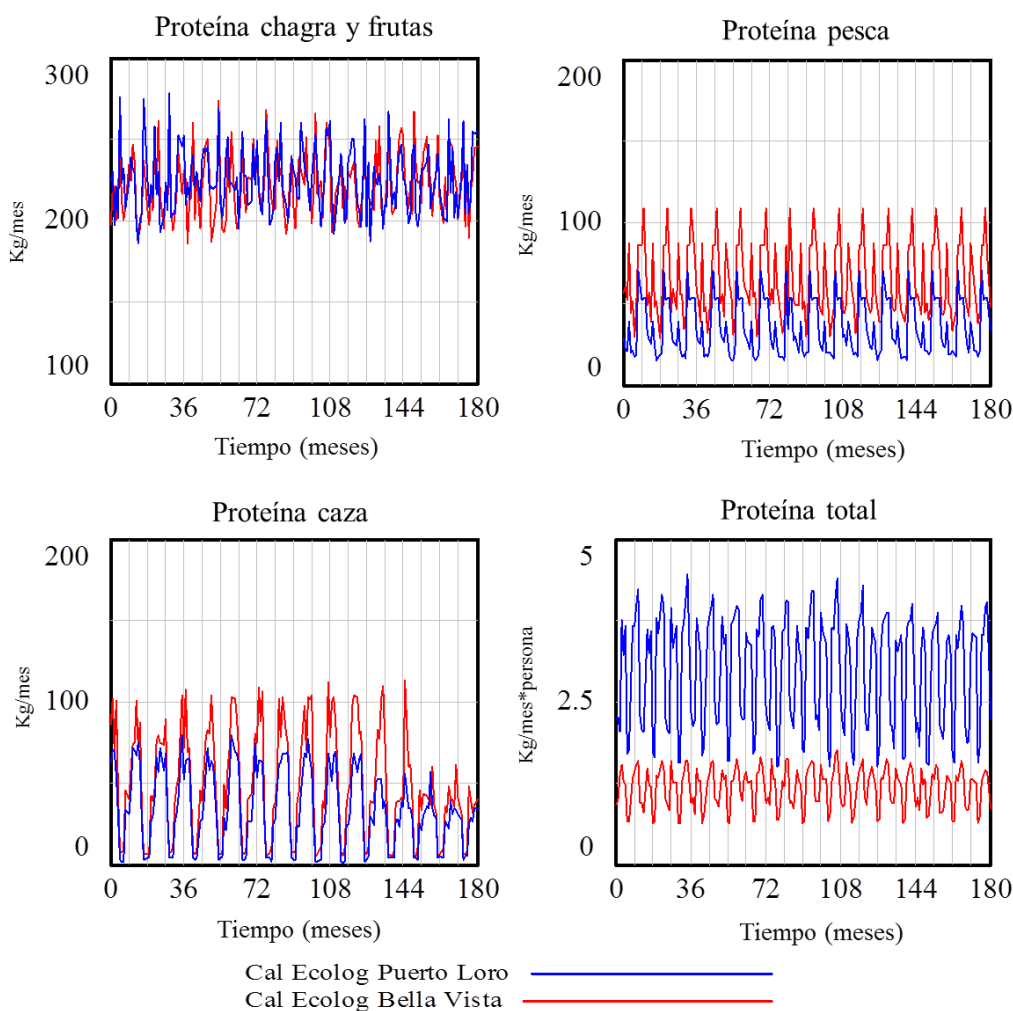 Proteína chagra y frutas
300
200
100
Kg/mes
0 36 72 108 144 180
Tiempo (meses)
Proteína pesca
200
100
0
Kg/mes
0 36 72 108 144 180
Tiempo (meses)
Proteína caza
200
100
0
Kg/mes
0 36 72 108 144 180
Tiempo (meses)
Proteína total
5
2.5
0
Kg/mes*persona
0 36 72 108 144 180
Tiempo (meses)
Cal Ecolog Puerto Loro
Cal Ecolog Bella Vista